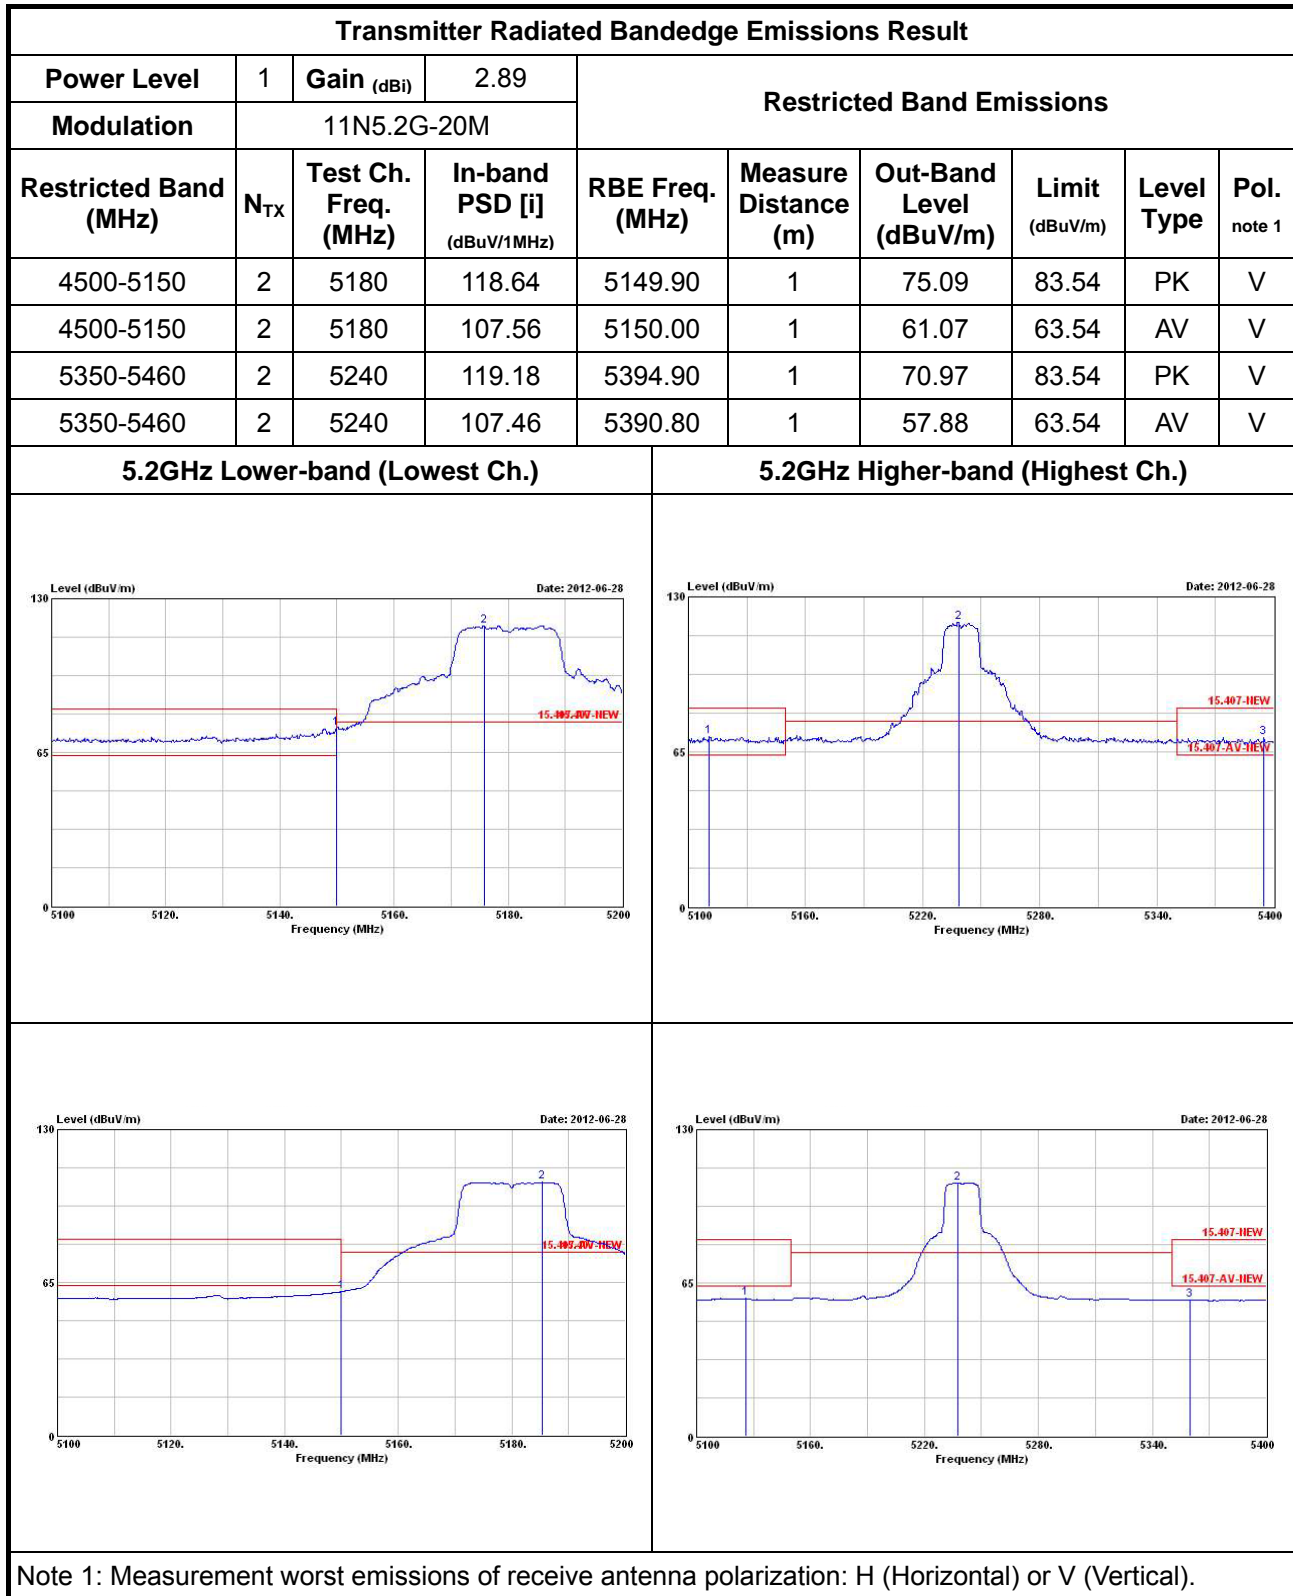 Transmitter Radiated Bandedge Emissions Result
Power Level 1 Gain (dBi) 2.89 Restricted Band Emissions
Modulation 11N5.2G-20M
Restricted Band (MHz) NTX Test Ch. Freq. (MHz) In-band PSD [i] (dBuV/1MHz) RBE Freq. (MHz) Measure Distance (m) Out-Band Level (dBuV/m) Limit (dBuV/m) Level Type Pol. note 1
4500-5150 2 5180 118.64 5149.90 1 75.09 83.54 PK V
4500-5150 2 5180 107.56 5150.00 1 61.07 63.54 AV V
5350-5460 2 5240 119.18 5394.90 1 70.97 83.54 PK V
5350-5460 2 5240 107.46 5390.80 1 57.88 63.54 AV V
5.2GHz Lower-band (Lowest Ch.) 5.2GHz Higher-band (Highest Ch.)
Level (dBuV/m) Date: 2012-06-28
130
2
1
65
0
5100 5120. 5140. 5160. 5180. 5200
Frequency (MHz)
Level (dBuV/m) Date: 2012-06-28
130
2
15.407-NEW
1 3
65
15.407-AV-NEW
0
5100 5160. 5220. 5280. 5340. 5400
Frequency (MHz)
Level (dBuV/m) Date: 2012-06-28
130
2
1
65
0
5100 5120. 5140. 5160. 5180. 5200
Frequency (MHz)
Level (dBuV/m) Date: 2012-06-28
130
2
15.407-NEW
65
15.407-AV-NEW
1 3
0
5100 5160. 5220. 5280. 5340. 5400
Frequency (MHz)
Note 1: Measurement worst emissions of receive antenna polarization: H (Horizontal) or V (Vertical).